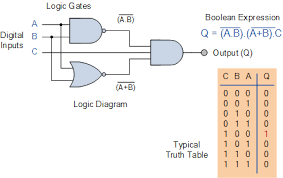 Logic Gates
Boolean Expression
Q = (A.B).(A+B).C
A
B
C
Digital
Inputs
(A.B)
Output (Q)
(A+B)
Logic Diagram
Typical
Truth Table
C B A Q
0 0 0 0
0 0 1 0
0 1 0 0
0 1 1 0
1 0 0 1
1 0 1 0
1 1 0 0
1 1 1 0